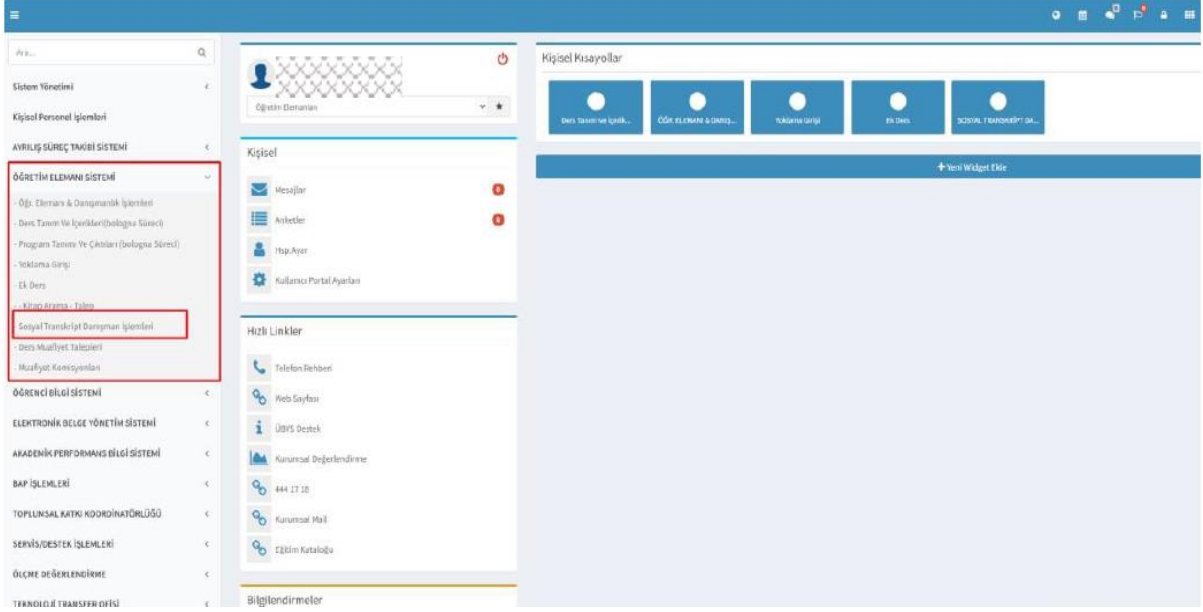 Ara...
Sistem Yönetimi
Kişisel Personel İşlemleri
AYRILIŞ SÜREÇ TAKİBİ SİSTEMİ
ÖĞRETİM ELEMANI SİSTEMİ
- Öğr. Elemanı & Danışmanlık İşlemleri
- Ders Tanım Ve İçerikleri(bologna Süreci)
- Program Tanımı Ve Çıktıları (bologna Süreci)
- Yoklama Girişi
- Ek Ders
- - Kitap Arama - Talep
Sosyal Transkript Danışman İşlemleri
- Ders Muafiyet Talepleri
- Muafiyet Komisyonları
ÖĞRENCİ BİLGİ SİSTEMİ
ELEKTRONİK BELGE YÖNETİM SİSTEMİ
AKADEMİK PERFORMANS BİLGİ SİSTEMİ
BAP İŞLEMLERİ
TOPLUMSAL KATKI KOORDİNATÖRLÜĞÜ
SERVİS/DESTEK İŞLEMLERİ
ÖLÇME DEĞERLENDİRME
TEKNOLOJİ TRANSFER OFİSİ
Öğretim Elemanları
Kişisel
Mesajlar 0
Anketler 0
Hsp.Ayar
Kullanıcı Portal Ayarları
Hızlı Linkler
Telefon Rehberi
Web Sayfası
ÜBYS Destek
Kurumsal Değerlendirme
444 17 18
Kurumsal Mail
Eğitim Kataloğu
Bilgilendirmeler
Kişisel Kısayollar
Ders Tanım ve İçerik...
ÖĞR. ELEMANI & DANIŞ...
Yoklama Girişi
Ek Ders
SOSYAL TRANSKRİPT DA...
+ Yeni Widget Ekle